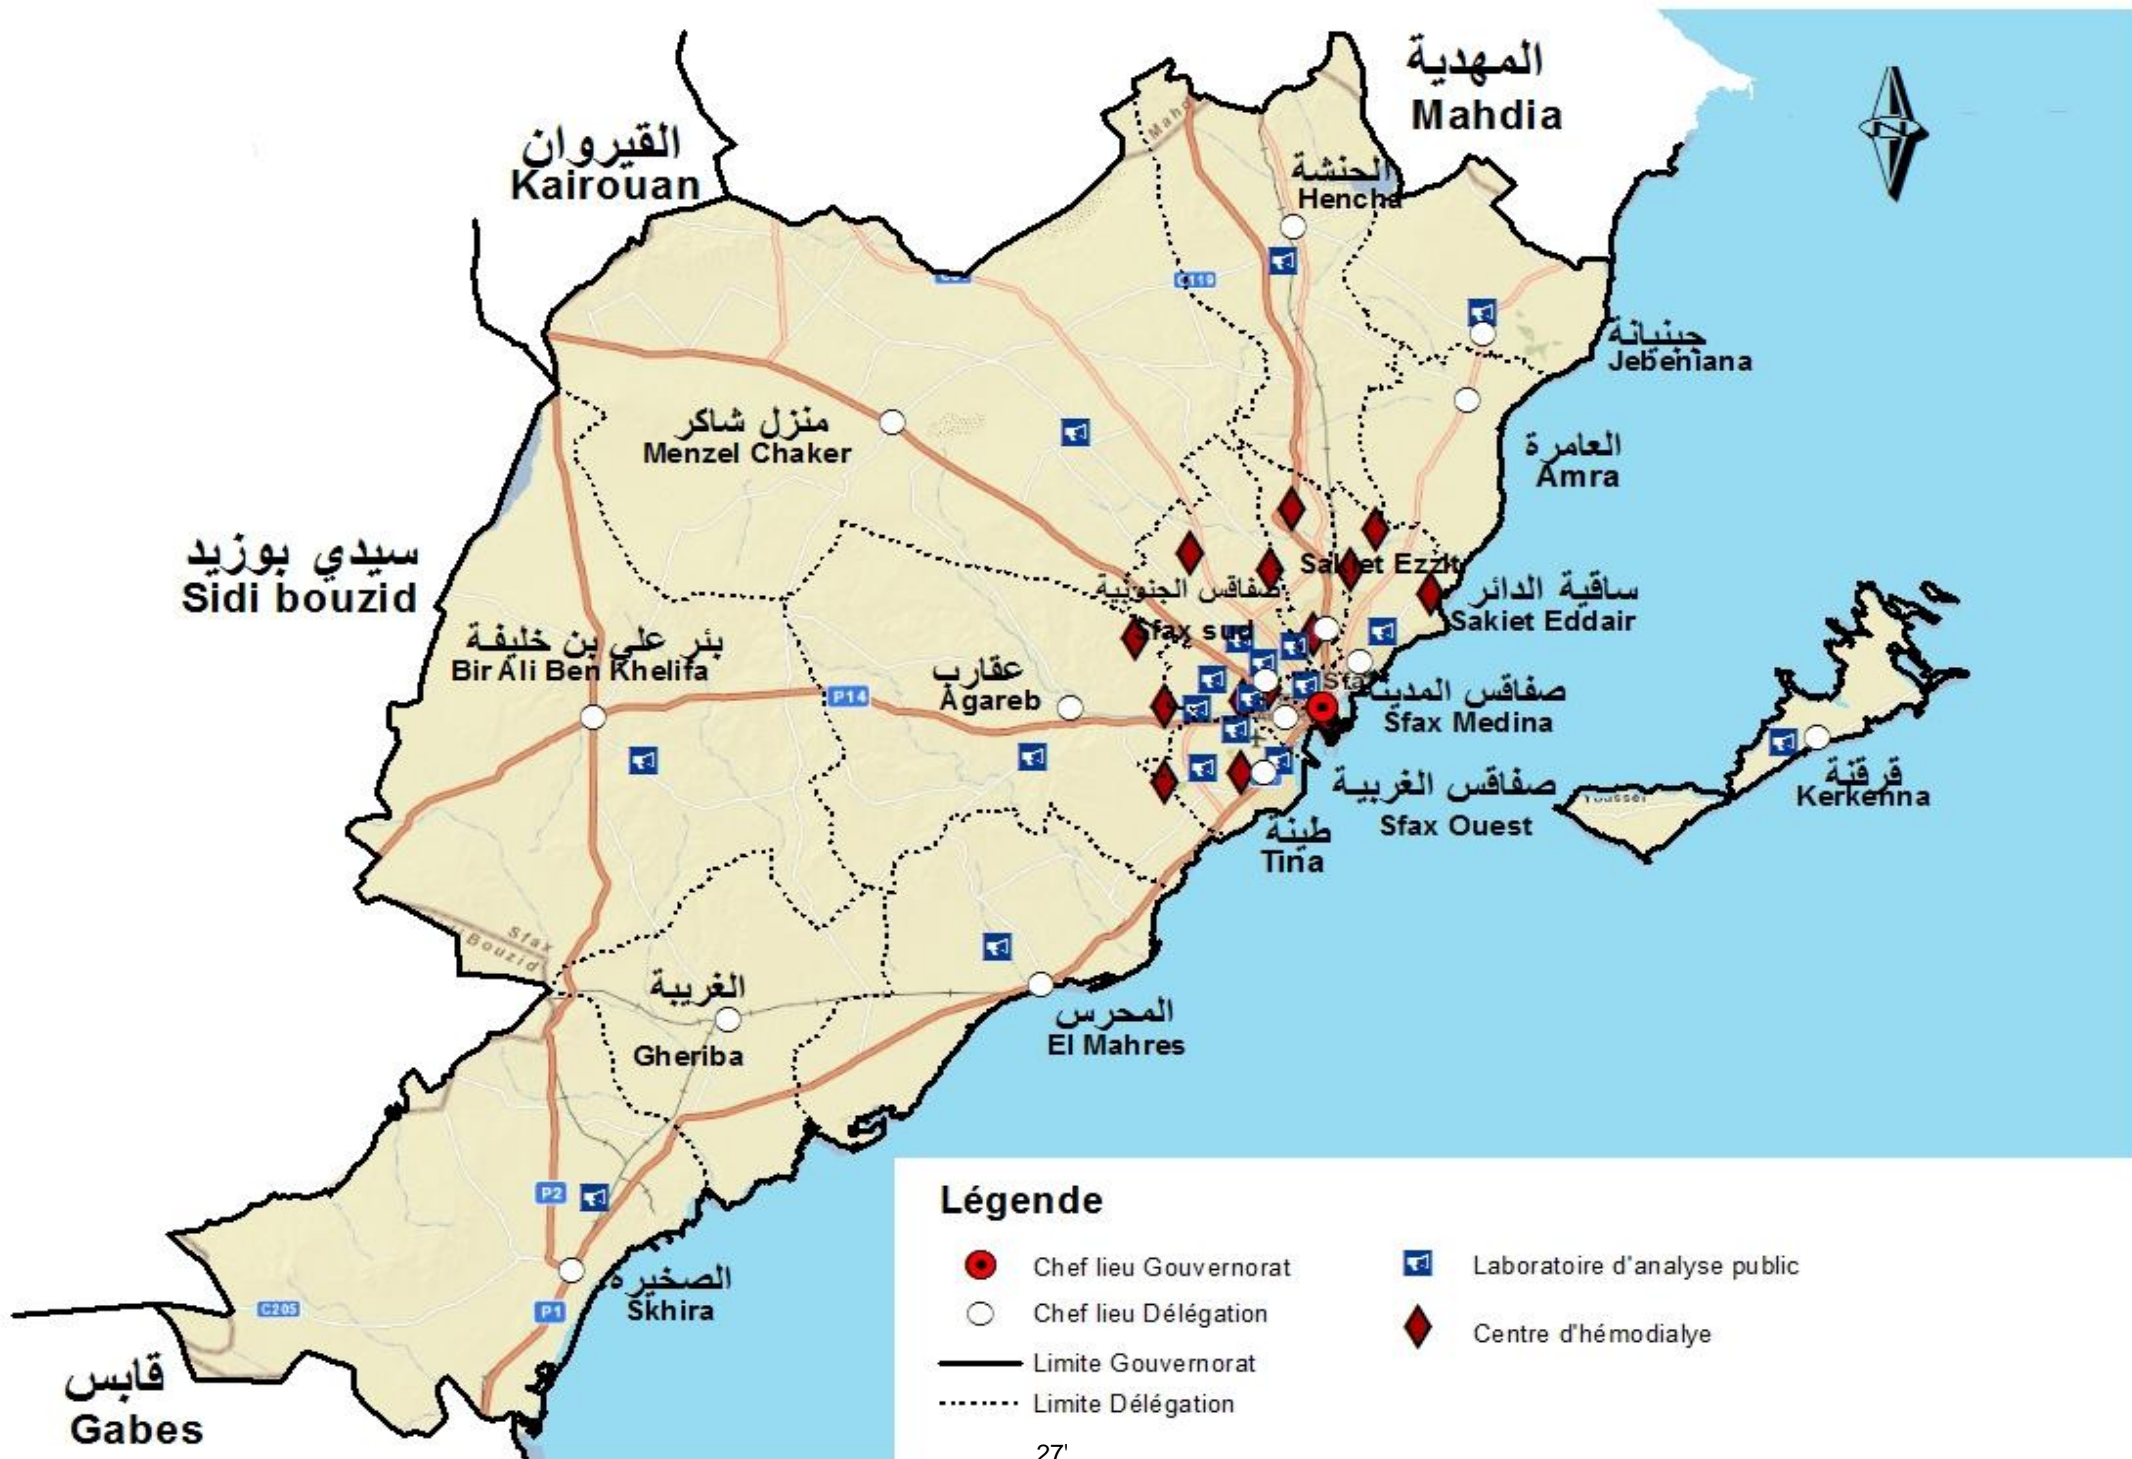 المهدية
Mahdia
القيروان
Kairouan
الحنشة
Hencha
C119
جبنيانة
Jebeniana
منزل شاكر
Menzel Chaker
العامرة
Amra
سيدي بوزيد
Sidi bouzid
Sakiet Ezzit
صفاقس الجنوبية
Sfax sud
ساقية الدائر
Sakiet Eddair
بئر علي بن خليفة
Bir Ali Ben Khelifa
عقارب
Agareb
P14
Sfax
صفاقس المدينة
Sfax Medina
صفاقس الغربية
Sfax Ouest
قرقنة
Kerkenna
طينة
Tina
Sfax
Bouzid
الغريبة
Gheriba
المحرس
El Mahres
P2
الصخيرة
Skhira
C205
P1
قابس
Gabes
Légende
Chef lieu Gouvernorat
Chef lieu Délégation
Limite Gouvernorat
Limite Délégation
Laboratoire d'analyse public
Centre d'hémodialye
27'